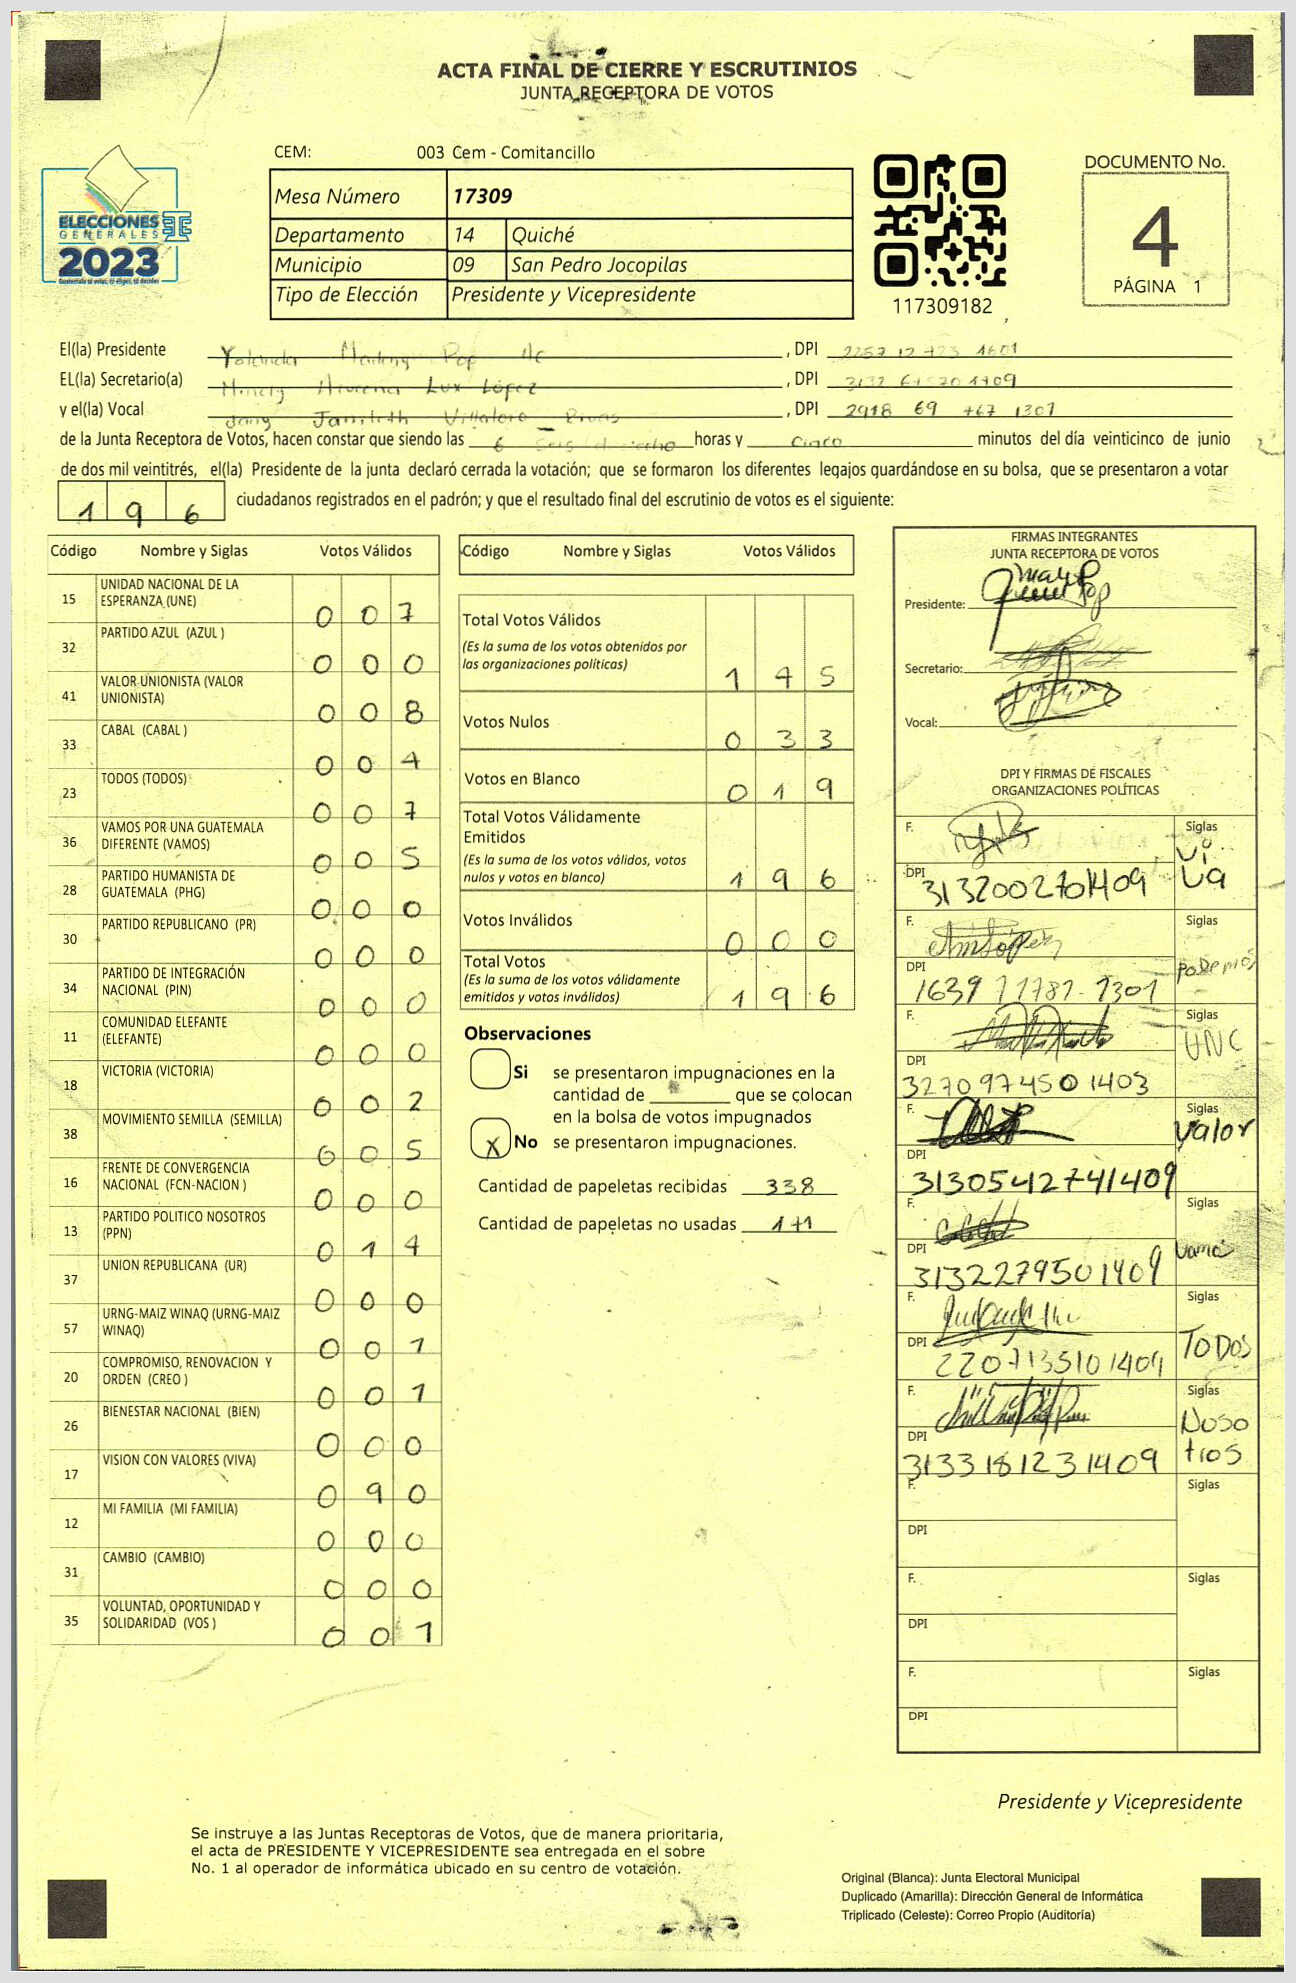 ACTA FINAL DE CIERRE Y ESCRUTINIOS
JUNTA RECEPTORA DE VOTOS
CEM: 003 Cem - Comitancillo
Mesa Número 17309
Departamento 14 Quiché
Municipio 09 San Pedro Jocopilas
Tipo de Elección Presidente y Vicepresidente
ELECCIONES
GENERALES
2023
117309182
DOCUMENTO No.
4
PÁGINA 1
El(la) Presidente Yolanda Pop , DPI
EL(la) Secretario(a) Lux López , DPI
y el(la) Vocal , DPI 2918 69 767 1307
de la Junta Receptora de Votos, hacen constar que siendo las 6 horas y cinco minutos del día veinticinco de junio
de dos mil veintitrés, el(la) Presidente de la junta declaró cerrada la votación; que se formaron los diferentes legajos guardándose en su bolsa, que se presentaron a votar
196 ciudadanos registrados en el padrón; y que el resultado final del escrutinio de votos es el siguiente:
Código Nombre y Siglas Votos Válidos
15 UNIDAD NACIONAL DE LA ESPERANZA (UNE) 0 0 7
32 PARTIDO AZUL (AZUL ) 0 0 0
41 VALOR UNIONISTA (VALOR UNIONISTA) 0 0 8
33 CABAL (CABAL ) 0 0 4
23 TODOS (TODOS) 0 0 7
36 VAMOS POR UNA GUATEMALA DIFERENTE (VAMOS) 0 0 5
28 PARTIDO HUMANISTA DE GUATEMALA (PHG) 0 0 0
30 PARTIDO REPUBLICANO (PR) 0 0 0
34 PARTIDO DE INTEGRACIÓN NACIONAL (PIN) 0 0 0
11 COMUNIDAD ELEFANTE (ELEFANTE) 0 0 0
18 VICTORIA (VICTORIA) 0 0 2
38 MOVIMIENTO SEMILLA (SEMILLA) 0 0 5
16 FRENTE DE CONVERGENCIA NACIONAL (FCN-NACION ) 0 0 0
13 PARTIDO POLITICO NOSOTROS (PPN) 0 1 4
37 UNION REPUBLICANA (UR) 0 0 0
57 URNG-MAIZ WINAQ (URNG-MAIZ WINAQ) 0 0 1
20 COMPROMISO, RENOVACION Y ORDEN (CREO ) 0 0 1
26 BIENESTAR NACIONAL (BIEN) 0 0 0
17 VISION CON VALORES (VIVA) 0 9 0
12 MI FAMILIA (MI FAMILIA) 0 0 0
31 CAMBIO (CAMBIO) 0 0 0
35 VOLUNTAD, OPORTUNIDAD Y SOLIDARIDAD (VOS ) 0 0 1
Código Nombre y Siglas Votos Válidos
Total Votos Válidos
(Es la suma de los votos obtenidos por
las organizaciones políticas) 1 4 5
Votos Nulos 0 3 3
Votos en Blanco 0 1 9
Total Votos Válidamente
Emitidos
(Es la suma de los votos válidos, votos
nulos y votos en blanco) 1 9 6
Votos Inválidos 0 0 0
Total Votos
(Es la suma de los votos válidamente
emitidos y votos inválidos) 1 9 6
Observaciones
Si se presentaron impugnaciones en la
cantidad de ________ que se colocan
en la bolsa de votos impugnados
X No se presentaron impugnaciones.
Cantidad de papeletas recibidas 338
Cantidad de papeletas no usadas 171
FIRMAS INTEGRANTES
JUNTA RECEPTORA DE VOTOS
Presidente:
Secretario:
Vocal:
DPI Y FIRMAS DE FISCALES
ORGANIZACIONES POLÍTICAS
F. Siglas
Vi
va
DPI 3132002701409
F. Siglas
Podemos
DPI 1639 77787-1301
F. Siglas
UNC
DPI 3270974501403
F. Siglas
Valor
DPI 3130542741409
F. Siglas
Vamos
DPI 3132279501409
F. Siglas
TODOS
DPI 2207135101409
F. Siglas
Noso
tros
DPI 3133181231409
F. Siglas
DPI
F. Siglas
DPI
F. Siglas
DPI
Presidente y Vicepresidente
Se instruye a las Juntas Receptoras de Votos, que de manera prioritaria,
el acta de PRESIDENTE Y VICEPRESIDENTE sea entregada en el sobre
No. 1 al operador de informática ubicado en su centro de votación.
Original (Blanca): Junta Electoral Municipal
Duplicado (Amarilla): Dirección General de Informática
Triplicado (Celeste): Correo Propio (Auditoría)